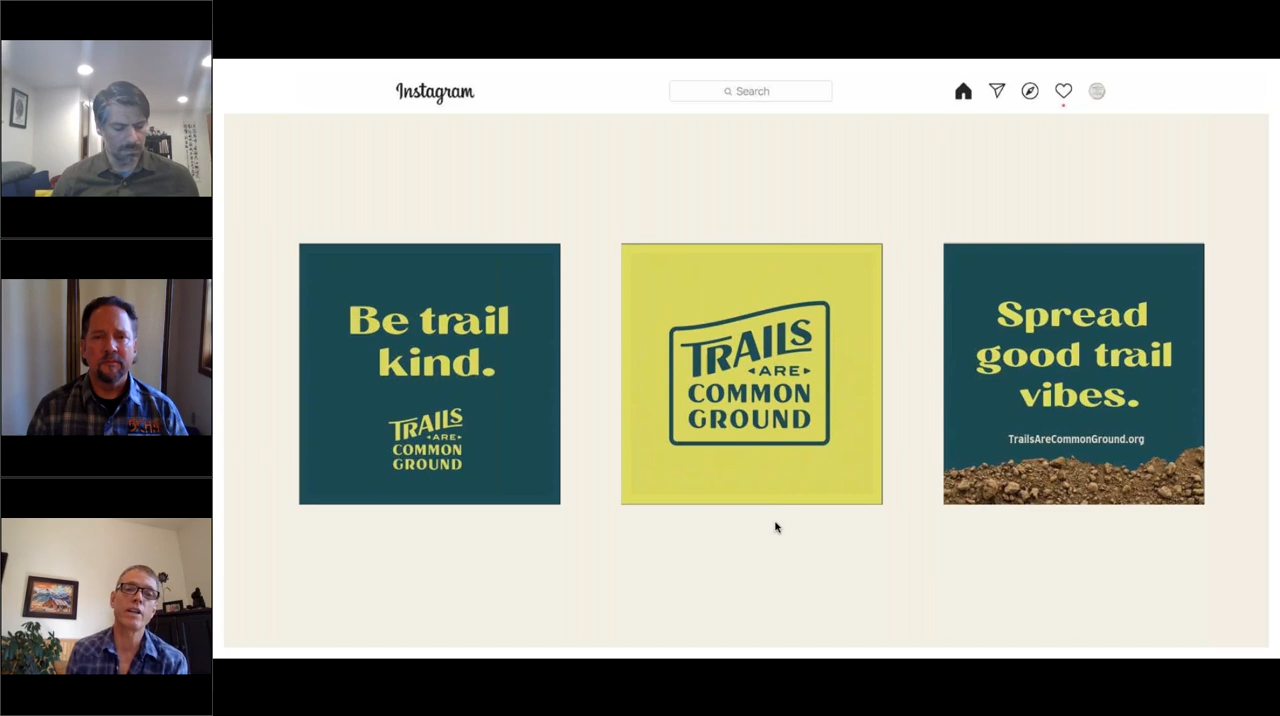 Instagram
Search
Be trail
kind.
TRAILS
ARE
COMMON
GROUND
TRAILS
ARE
COMMON
GROUND
Spread
good trail
vibes.
TrailsAreCommonGround.org